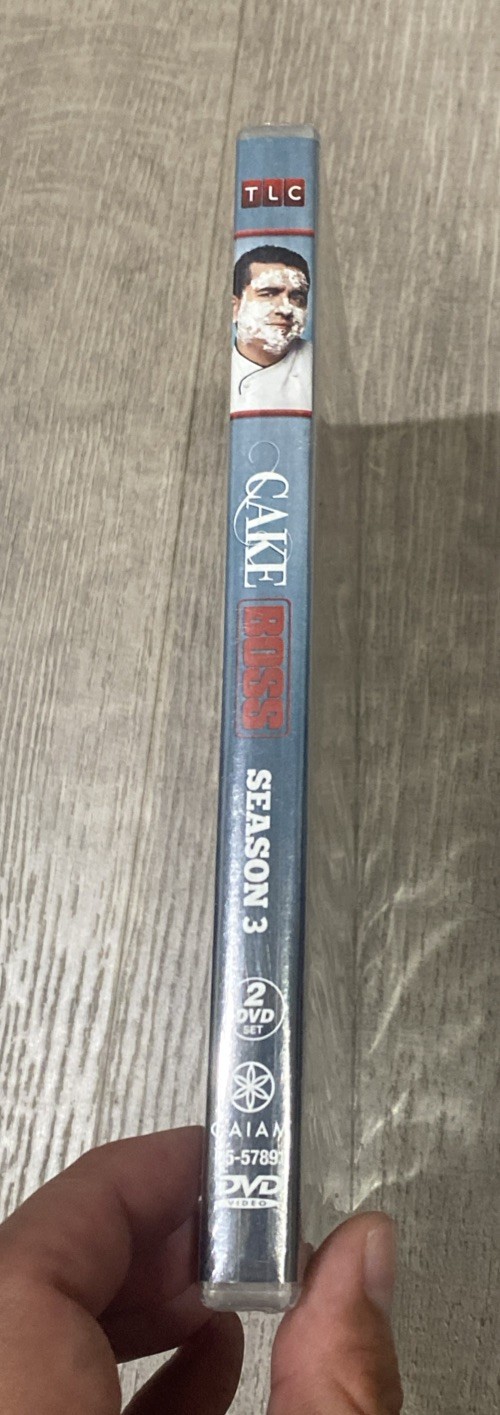 TLC
CAKE
BOSS
SEASON 3
2
DVD
SET
GAIAM
5-5789
DVD
VIDEO